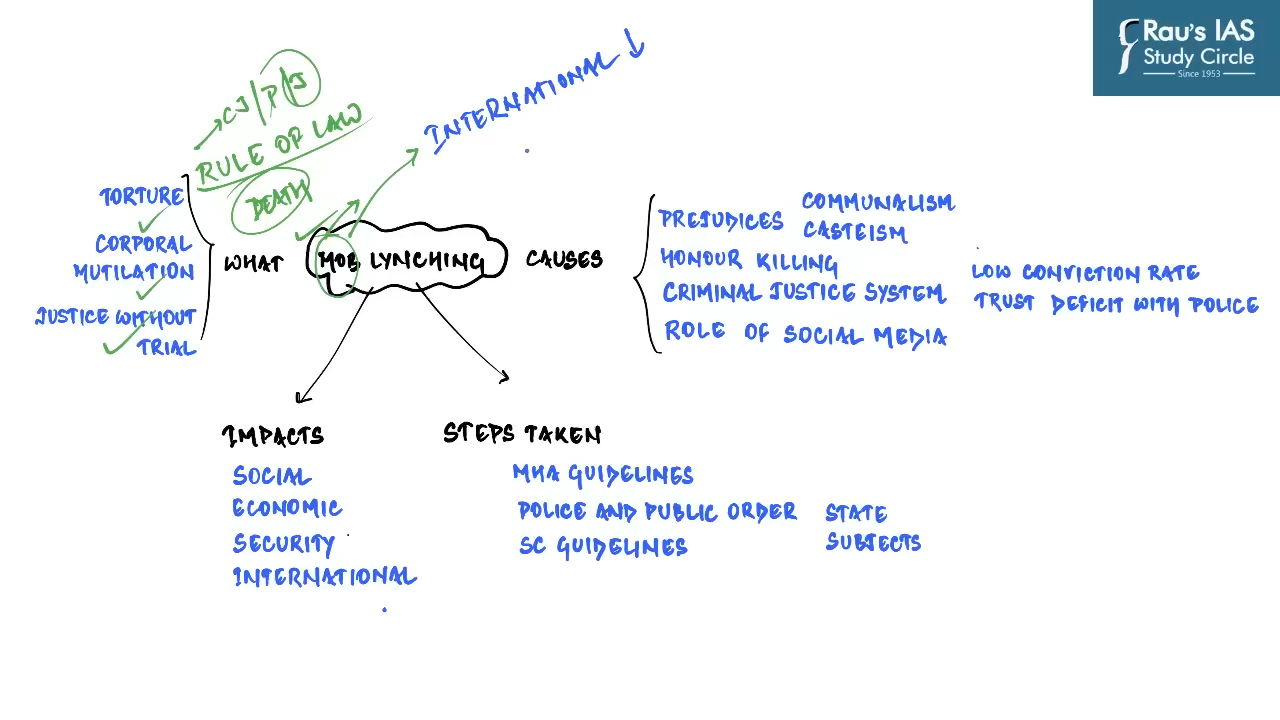 Rau's IAS
Study Circle
Since 1953
CJ/P/J
RULE OF LAW
DEATH
INTERNATIONAL ↓
TORTURE
CORPORAL
MUTILATION
JUSTICE WITHOUT
TRIAL
WHAT
MOB LYNCHING
CAUSES
PREJUDICES
COMMUNALISM
CASTEISM
HONOUR KILLING
CRIMINAL JUSTICE SYSTEM
LOW CONVICTION RATE
TRUST DEFICIT WITH POLICE
ROLE OF SOCIAL MEDIA
IMPACTS
SOCIAL
ECONOMIC
SECURITY
INTERNATIONAL
STEPS TAKEN
MHA GUIDELINES
POLICE AND PUBLIC ORDER
STATE
SUBJECTS
SC GUIDELINES